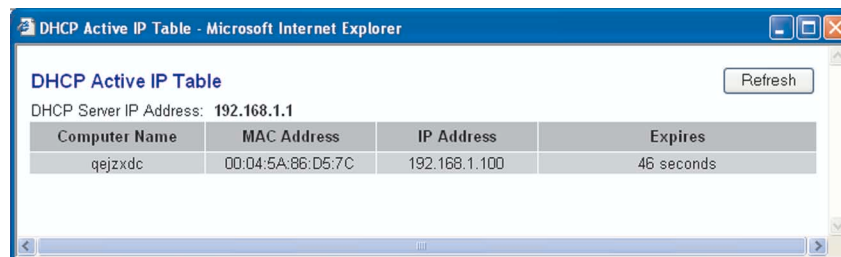 DHCP Active IP Table - Microsoft Internet Explorer
DHCP Active IP Table
Refresh
DHCP Server IP Address: 192.168.1.1
Computer Name MAC Address IP Address Expires
qejzxdc 00:04:5A:86:D5:7C 192.168.1.100 46 seconds